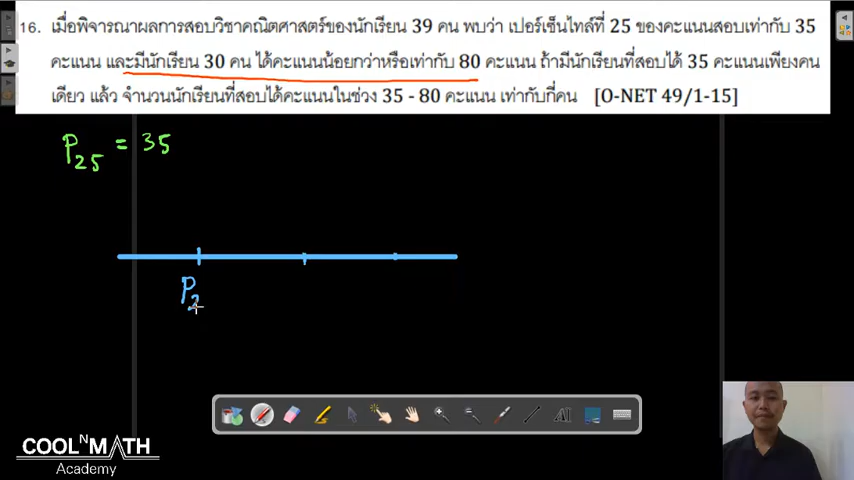 16. เมื่อพิจารณาผลการสอบวิชาคณิตศาสตร์ของนักเรียน 39 คน พบว่า เปอร์เซ็นไทล์ที่ 25 ของคะแนนสอบเท่ากับ 35
คะแนน และมีนักเรียน 30 คน ได้คะแนนน้อยกว่าหรือเท่ากับ 80 คะแนน ถ้ามีนักเรียนที่สอบได้ 35 คะแนนเพียงคน
เดียว แล้ว จำนวนนักเรียนที่สอบได้คะแนนในช่วง 35 - 80 คะแนน เท่ากับกี่คน [O-NET 49/1-15]
P25 = 35
P2
AI
COOL N MATH
Academy